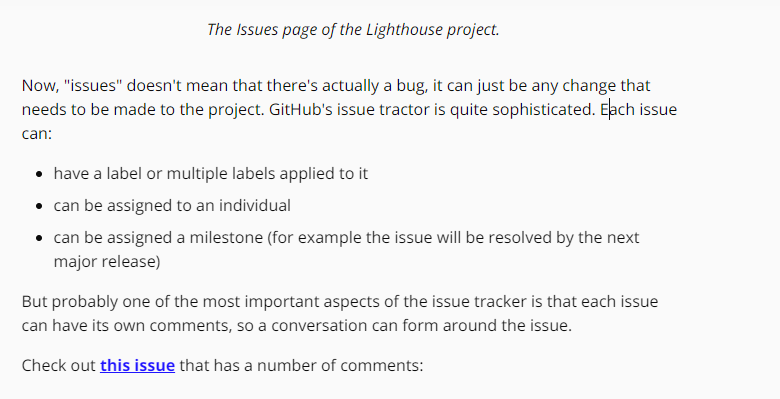 The Issues page of the Lighthouse project.
Now, "issues" doesn't mean that there's actually a bug, it can just be any change that
needs to be made to the project. GitHub's issue tractor is quite sophisticated. Each issue
can:
• have a label or multiple labels applied to it
• can be assigned to an individual
• can be assigned a milestone (for example the issue will be resolved by the next
major release)
But probably one of the most important aspects of the issue tracker is that each issue
can have its own comments, so a conversation can form around the issue.
Check out this issue that has a number of comments: